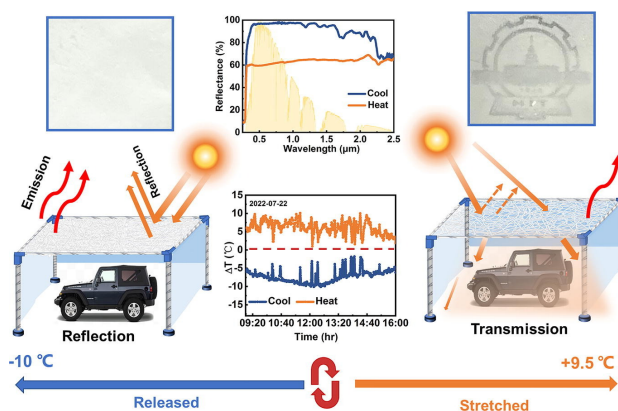 Reflectance (%)
100
80
60
40
20
0
Cool
Heat
0.5 1.0 1.5 2.0 2.5
Wavelength (μm)
Emission
Reflection
Reflection
2022-07-22
ΔT (℃)
15
10
5
0
-5
-10
-15
Cool Heat
09:20 10:40 12:00 13:20 14:40 16:00
Time (hr)
Transmission
-10 ℃
+9.5 ℃
Released
Stretched